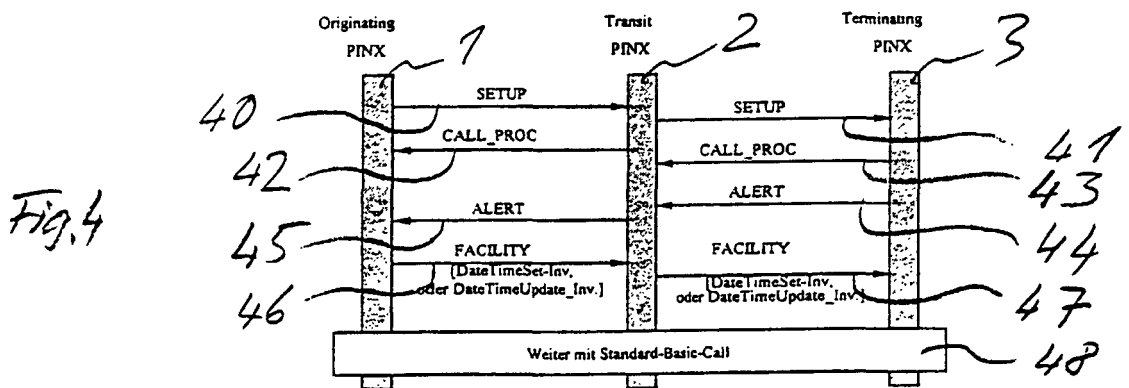 Originating Transit Terminating
PINX 1 PINX 2 PINX 3
SETUP
40
SETUP
41
CALL_PROC
42
CALL_PROC
43
Fig.4
ALERT
44
ALERT
45
FACILITY
[DateTimeSet-Inv,
oder DateTimeUpdate_Inv.]
46
FACILITY
[DateTimeSet-Inv.
oder DateTimeUpdate_Inv.]
47
Weiter mit Standard-Basic-Call
48